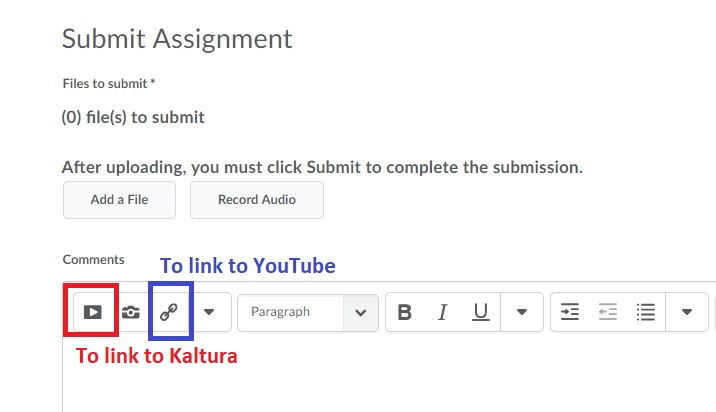 Submit Assignment
Files to submit *
(0) file(s) to submit
After uploading, you must click Submit to complete the submission.
Add a File Record Audio
Comments
To link to YouTube
Paragraph B I U
To link to Kaltura